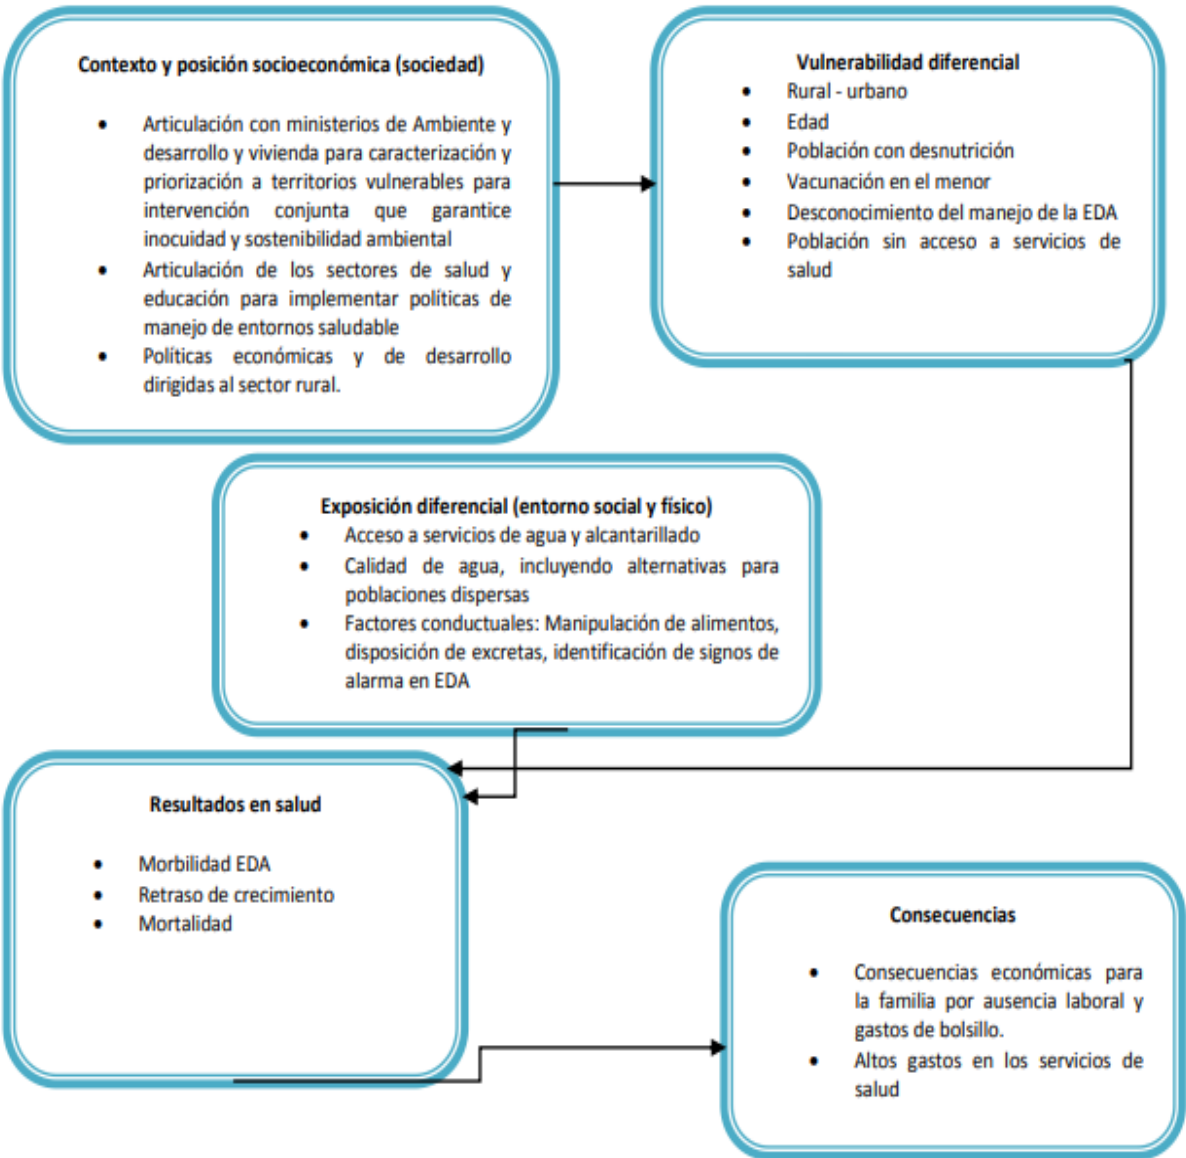 Contexto y posición socioeconómica (sociedad)
• Articulación con ministerios de Ambiente y
desarrollo y vivienda para caracterización y
priorización a territorios vulnerables para
intervención conjunta que garantice
inocuidad y sostenibilidad ambiental
• Articulación de los sectores de salud y
educación para implementar políticas de
manejo de entornos saludable
• Políticas económicas y de desarrollo
dirigidas al sector rural.
Vulnerabilidad diferencial
• Rural - urbano
• Edad
• Población con desnutrición
• Vacunación en el menor
• Desconocimiento del manejo de la EDA
• Población sin acceso a servicios de
salud
Exposición diferencial (entorno social y físico)
• Acceso a servicios de agua y alcantarillado
• Calidad de agua, incluyendo alternativas para
poblaciones dispersas
• Factores conductuales: Manipulación de alimentos,
disposición de excretas, identificación de signos de
alarma en EDA
Resultados en salud
• Morbilidad EDA
• Retraso de crecimiento
• Mortalidad
Consecuencias
• Consecuencias económicas para
la familia por ausencia laboral y
gastos de bolsillo.
• Altos gastos en los servicios de
salud